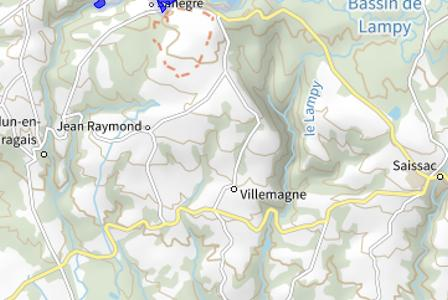 Bassin de
Lampy
le Lampy
Jean Raymond
Saissac
Villemagne